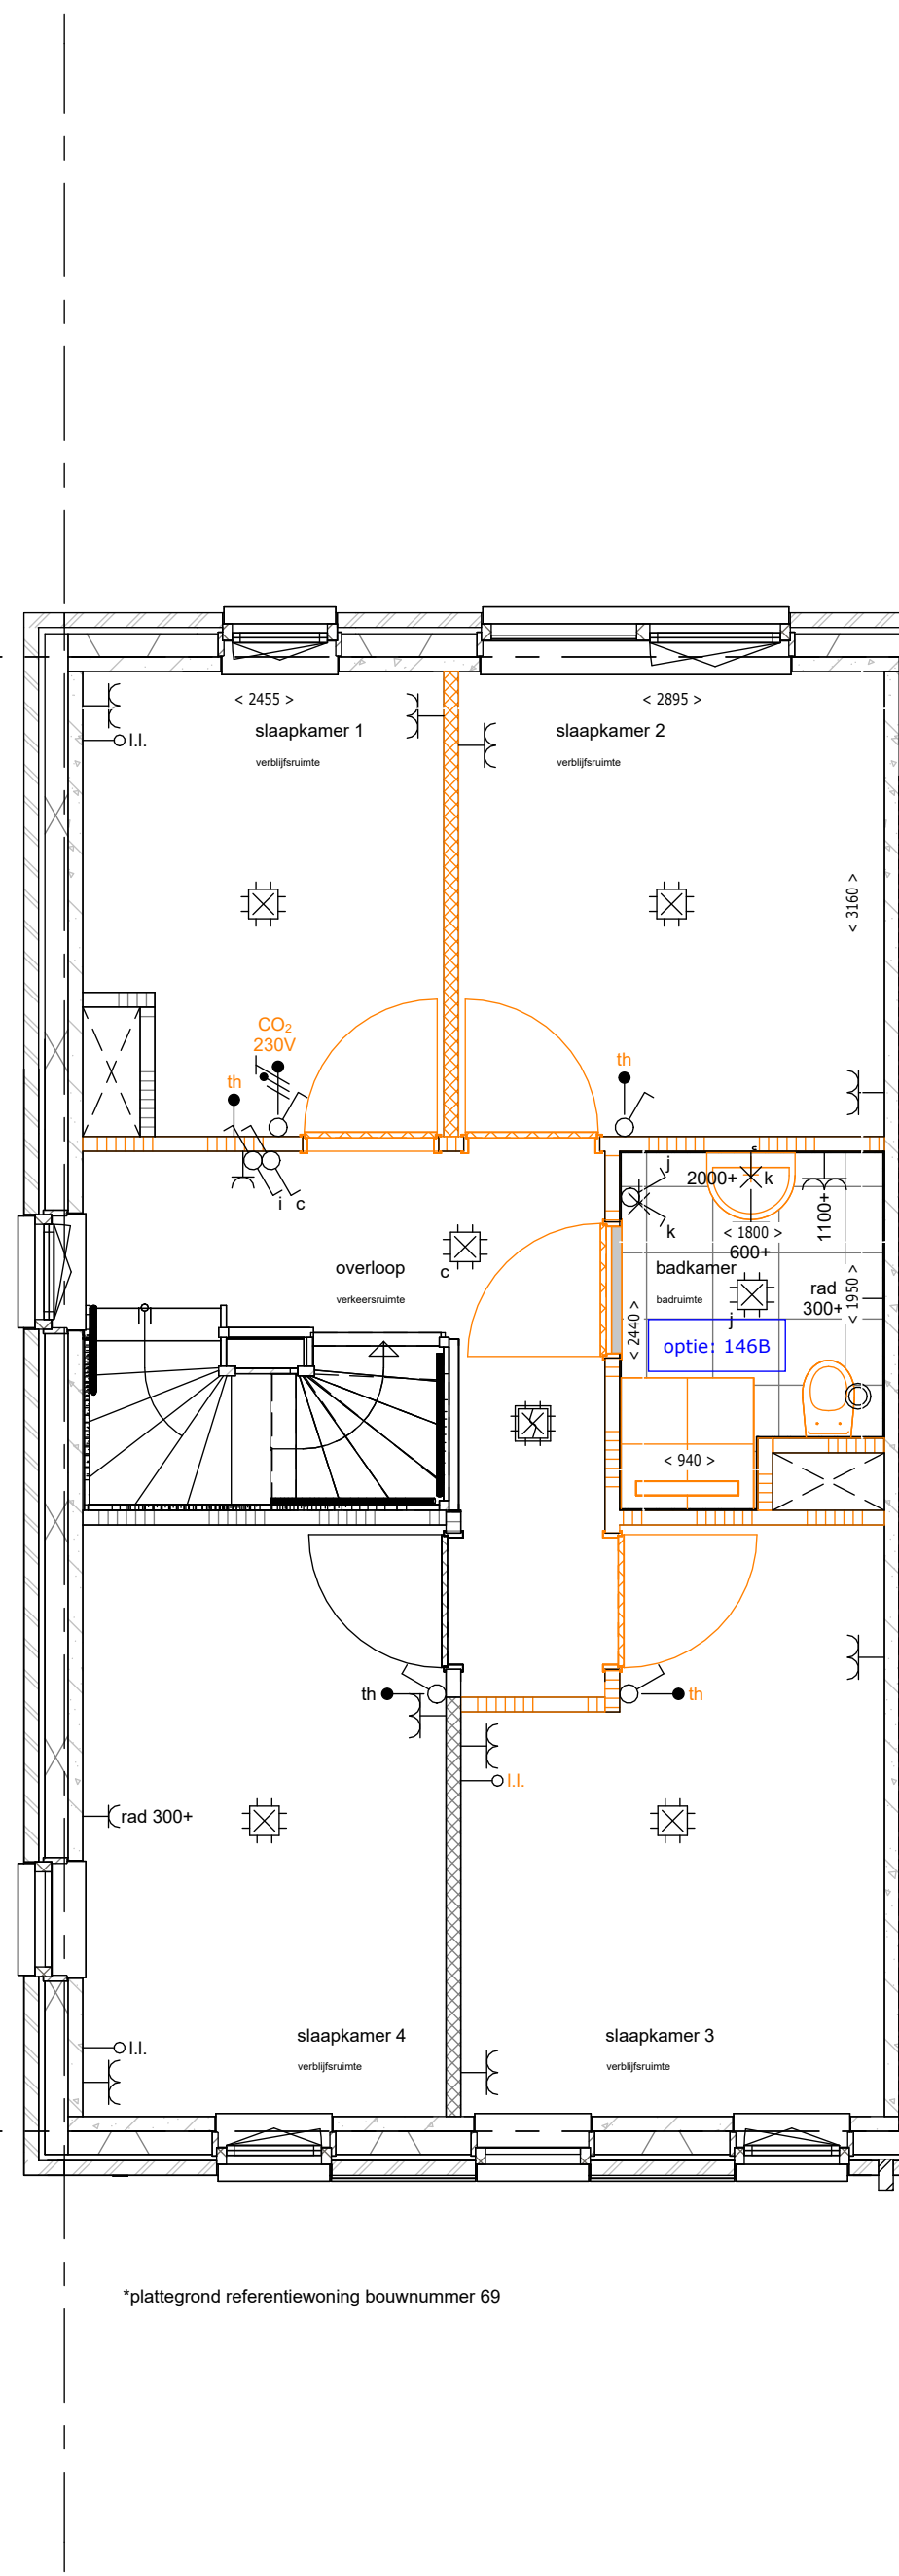 < 2455 >
< 2895 >
l.l.
slaapkamer 1
verblijfsruimte
slaapkamer 2
verblijfsruimte
< 3160 >
CO₂
230V
th
th
i c
j
k
2000+
s
k
1100+
< 1800 >
600+
overloop
verkeersruimte
c
badkamer
badruimte
j
rad
300+
< 1950 >
< 2440 >
optie: 146B
< 940 >
th
th
l.l.
rad 300+
slaapkamer 4
verblijfsruimte
slaapkamer 3
verblijfsruimte
l.l.
*plattegrond referentiewoning bouwnummer 69